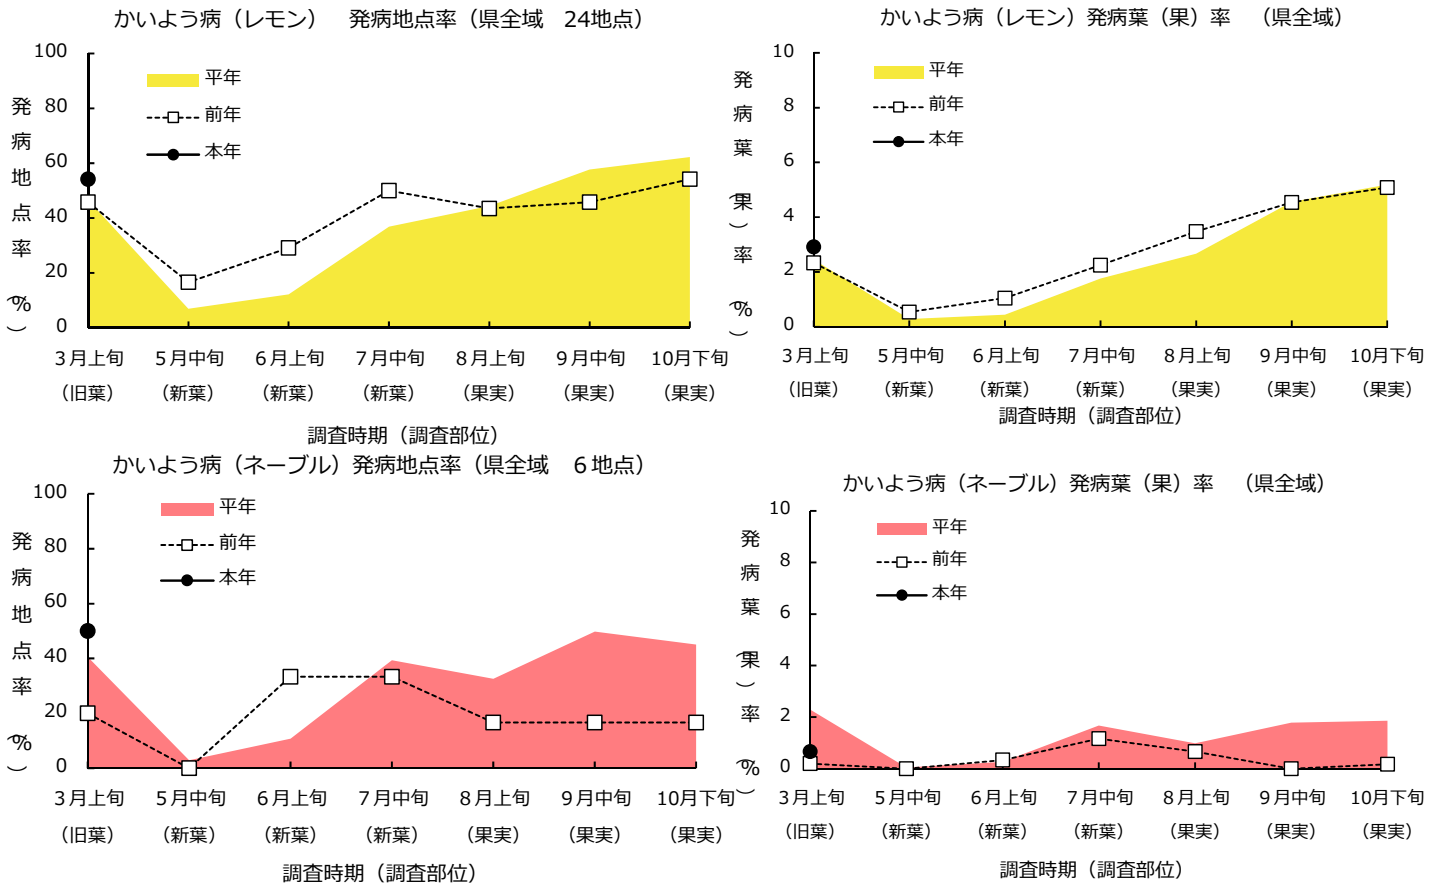 かいよう病（レモン）　発病地点率（県全域　24地点）
100
80
60
40
20
0
発病地点率（%）
平年
前年
本年
３月上旬 ５月中旬 ６月上旬 ７月中旬 ８月上旬 ９月中旬 10月下旬
（旧葉） （新葉） （新葉） （新葉） （果実） （果実） （果実）
調査時期（調査部位）
かいよう病（レモン）発病葉（果）率　（県全域）
10
8
6
4
2
0
発病葉（果）率（%）
平年
前年
本年
３月上旬 ５月中旬 ６月上旬 ７月中旬 ８月上旬 ９月中旬 10月下旬
（旧葉） （新葉） （新葉） （新葉） （果実） （果実） （果実）
調査時期（調査部位）
かいよう病（ネーブル）発病地点率（県全域　６地点）
100
80
60
40
20
0
発病地点率（%）
平年
前年
本年
３月上旬 ５月中旬 ６月上旬 ７月中旬 ８月上旬 ９月中旬 10月下旬
（旧葉） （新葉） （新葉） （新葉） （果実） （果実） （果実）
調査時期（調査部位）
かいよう病（ネーブル）発病葉（果）率　（県全域）
10
8
6
4
2
0
発病葉（果）率（%）
平年
前年
本年
３月上旬 ５月中旬 ６月上旬 ７月中旬 ８月上旬 ９月中旬 10月下旬
（旧葉） （新葉） （新葉） （新葉） （果実） （果実） （果実）
調査時期（調査部位）